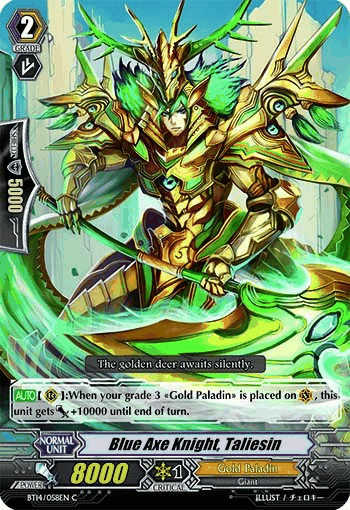 2
GRADE
SHIELD
5000
The golden deer awaits silently.
AUTO [ ]:When your grade 3 «Gold Paladin» is placed on , this
unit gets +10000 until end of turn.
NORMAL
UNIT
Blue Axe Knight, Taliesin
POWER
8000
1
CRITICAL
Gold Paladin
Giant
BT14/058EN C
ILLUST / チェロキー